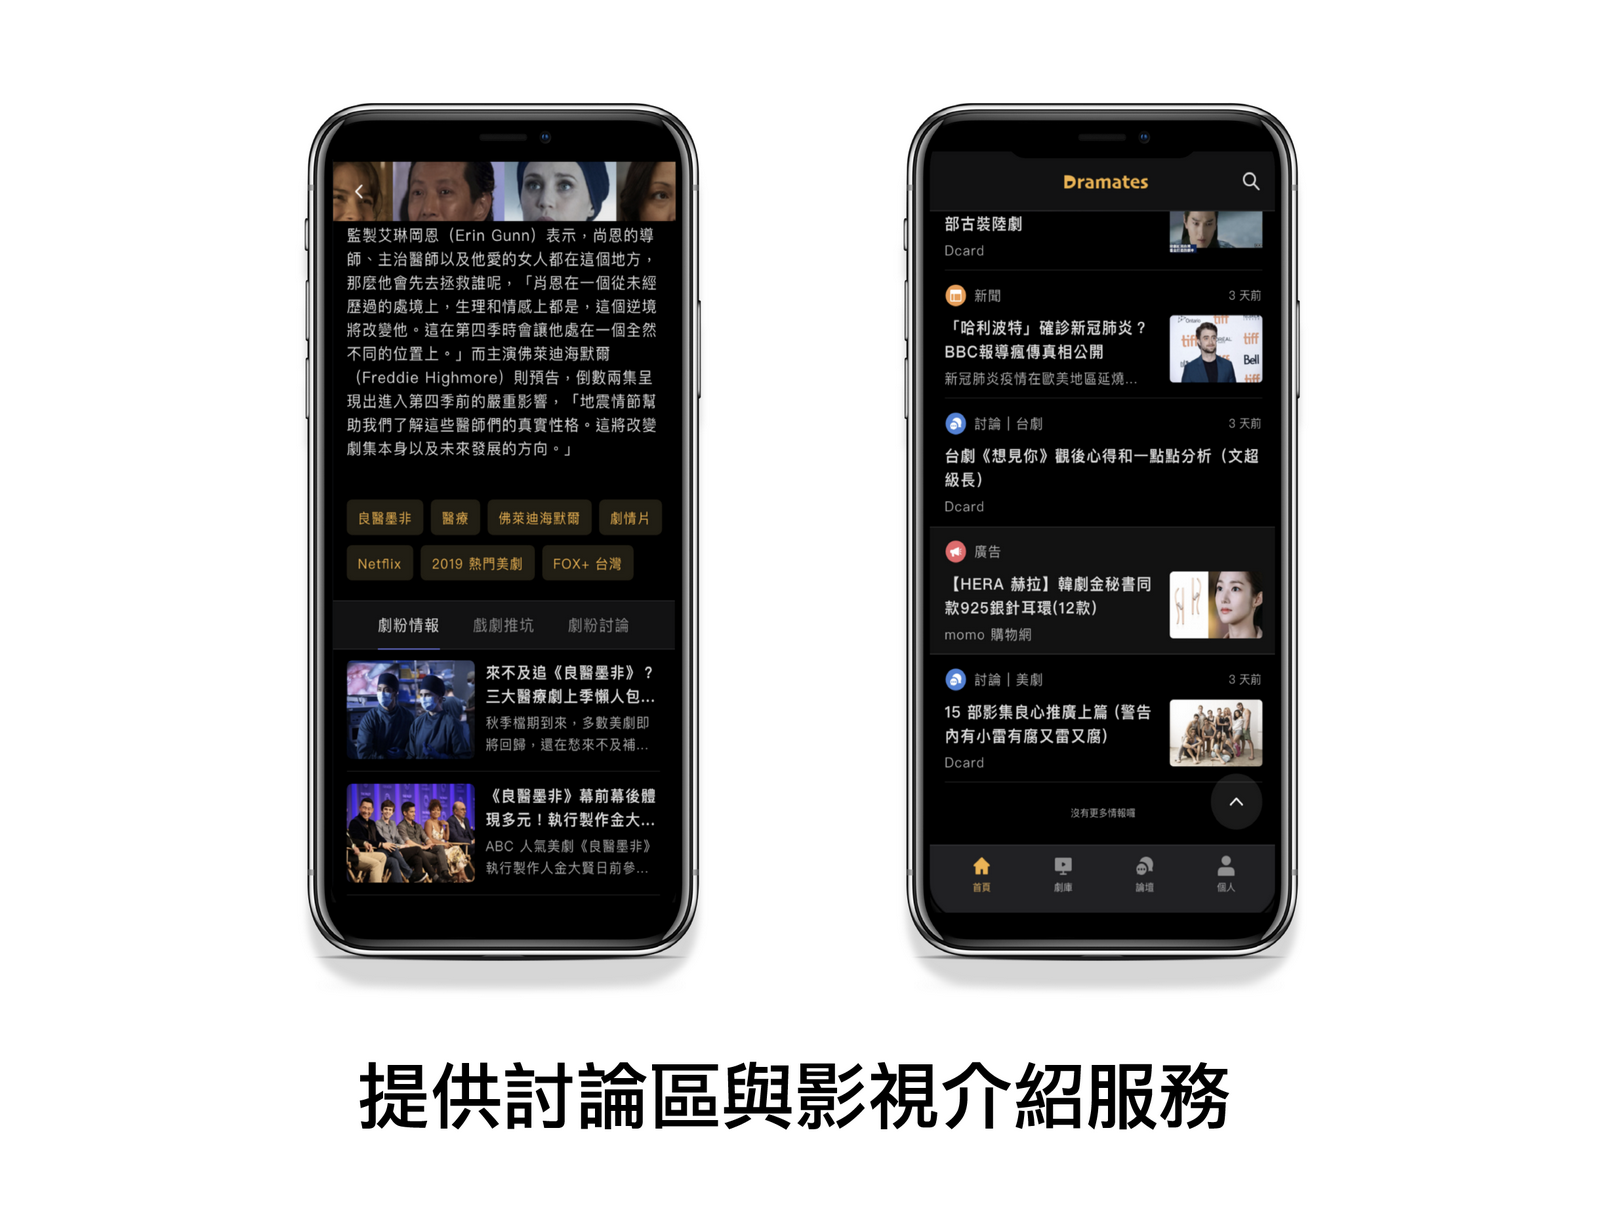 監製艾琳岡恩（Erin Gunn）表示，尚恩的導
師、主治醫師以及他愛的女人都在這個地方，
那麼他會先去拯救誰呢，「肖恩在一個從未經
歷過的處境上，生理和情感上都是，這個逆境
將改變他。這在第四季時會讓他處在一個全然
不同的位置上。」而主演佛萊迪海默爾
（Freddie Highmore）則預告，倒數兩集呈
現出進入第四季前的嚴重影響，「地震情節幫
助我們了解這些醫師們的真實性格。這將改變
劇集本身以及未來發展的方向。」
良醫墨非 醫療 佛萊迪海默爾 劇情片
Netflix 2019 熱門美劇 FOX+ 台灣
劇粉情報 戲劇推坑 劇粉討論
來不及追《良醫墨非》？
三大醫療劇上季懶人包...
秋季檔期到來，多數美劇即
將回歸，還在愁來不及補...
《良醫墨非》幕前幕後體
現多元！執行製作金大...
ABC 人氣美劇《良醫墨非》
執行製作人金大賢日前參...
Dramates
部古裝陸劇
Dcard
新聞 3 天前
「哈利波特」確診新冠肺炎？
BBC報導瘋傳真相公開
新冠肺炎疫情在歐美地區延燒...
tiff
tiff
tiff
Bell
tiff
討論｜台劇 3 天前
台劇《想見你》觀後心得和一點點分析（文超
級長）
Dcard
廣告
【HERA 赫拉】韓劇金秘書同
款925銀針耳環(12款)
momo 購物網
討論｜美劇 3 天前
15 部影集良心推廣上篇 (警告
內有小雷有腐又雷又腐)
Dcard
沒有更多情報囉
首頁 劇庫 論壇 個人
提供討論區與影視介紹服務